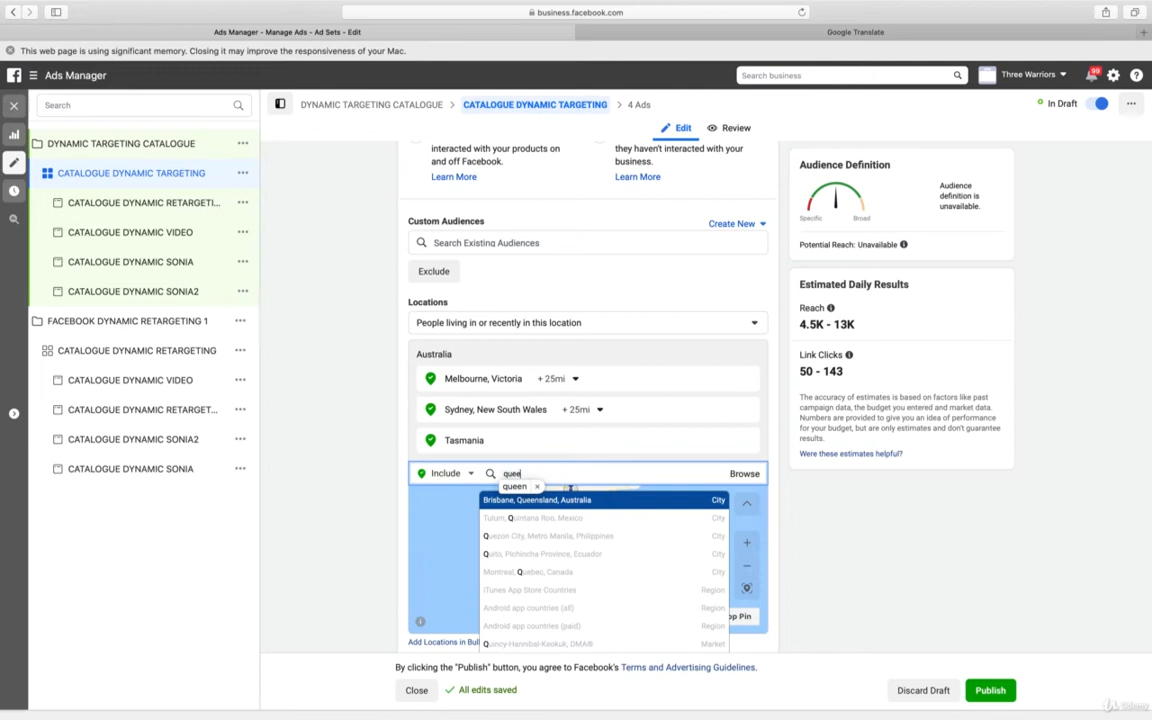 business.facebook.com
Ads Manager - Manage Ads - Ad Sets - Edit
Google Translate
This web page is using significant memory. Closing it may improve the responsiveness of your Mac.
Ads Manager
Search business
Three Warriors
99
Search
DYNAMIC TARGETING CATALOGUE
CATALOGUE DYNAMIC TARGETING
CATALOGUE DYNAMIC RETARGETI...
CATALOGUE DYNAMIC VIDEO
CATALOGUE DYNAMIC SONIA
CATALOGUE DYNAMIC SONIA2
FACEBOOK DYNAMIC RETARGETING 1
CATALOGUE DYNAMIC RETARGETING
CATALOGUE DYNAMIC VIDEO
CATALOGUE DYNAMIC RETARGET...
CATALOGUE DYNAMIC SONIA2
CATALOGUE DYNAMIC SONIA
DYNAMIC TARGETING CATALOGUE > CATALOGUE DYNAMIC TARGETING > 4 Ads
In Draft
Edit Review
interacted with your products on
and off Facebook.
Learn More
they haven't interacted with your
business.
Learn More
Custom Audiences
Create New
Search Existing Audiences
Exclude
Locations
People living in or recently in this location
Australia
Melbourne, Victoria + 25mi
Sydney, New South Wales + 25mi
Tasmania
Include
quee
Browse
queen ×
Brisbane, Queensland, Australia City
Tulum, Quintana Roo, Mexico City
Quezon City, Metro Manila, Philippines City
Quito, Pichincha Province, Ecuador City
Montreal, Quebec, Canada City
iTunes App Store Countries Region
Android app countries (all) Region
Android app countries (paid) Region
Quincy-Hannibal-Keokuk, DMA® Market
op Pin
Add Locations in Bul
Audience Definition
Specific
Broad
Audience
definition is
unavailable.
Potential Reach: Unavailable
Estimated Daily Results
Reach
4.5K - 13K
Link Clicks
50 - 143
The accuracy of estimates is based on factors like past
campaign data, the budget you entered and market data.
Numbers are provided to give you an idea of performance
for your budget, but are only estimates and don't guarantee
results.
Were these estimates helpful?
By clicking the "Publish" button, you agree to Facebook's Terms and Advertising Guidelines.
Close
All edits saved
Discard Draft
Publish
Udemy